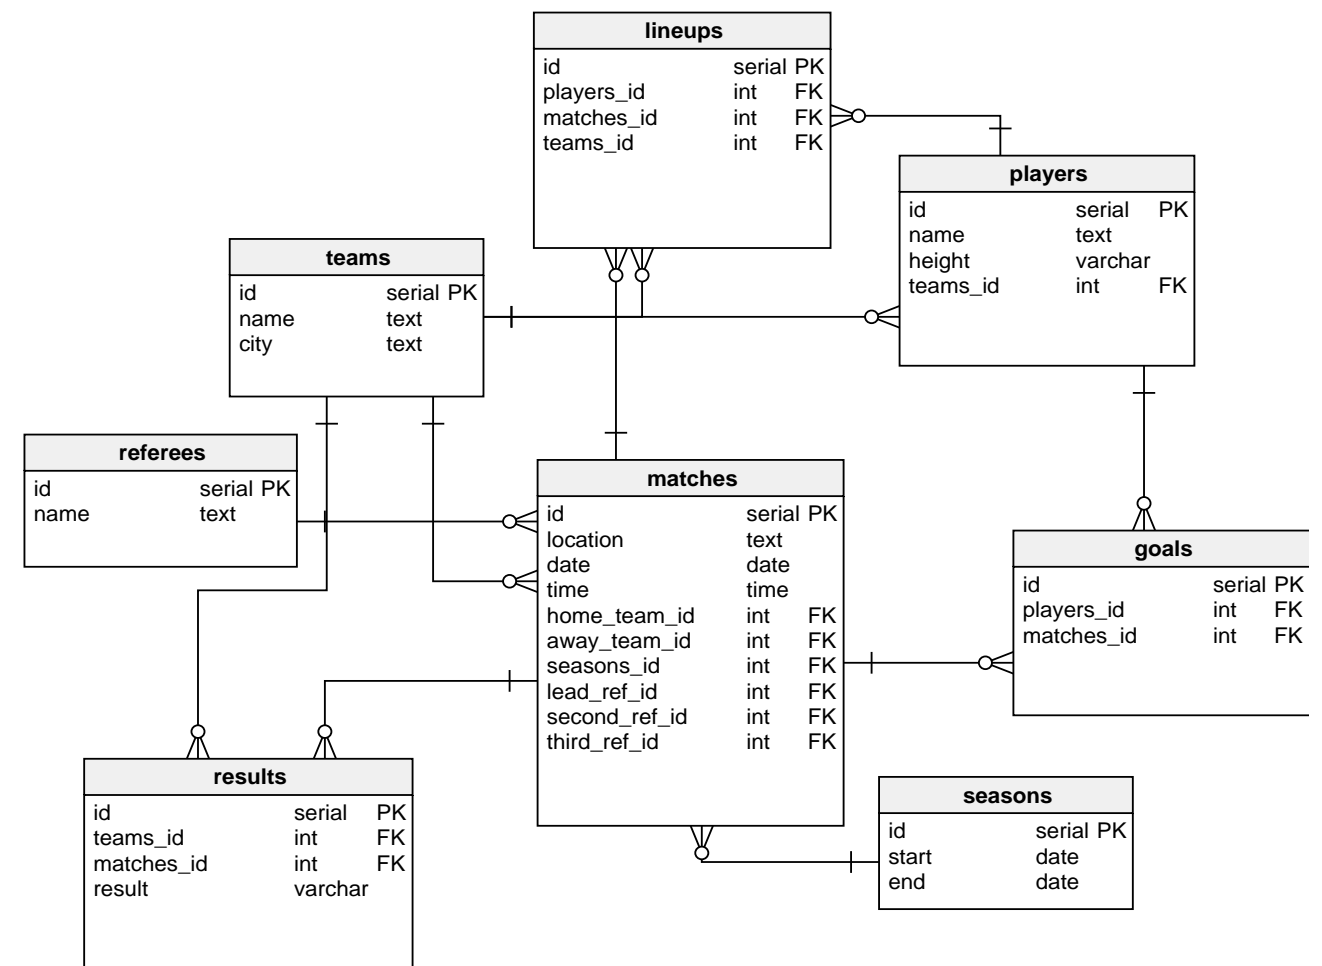 lineups
id serial PK
players_id int FK
matches_id int FK
teams_id int FK
players
id serial PK
name text
height varchar
teams_id int FK
teams
id serial PK
name text
city text
referees
id serial PK
name text
matches
id serial PK
location text
date date
time time
home_team_id int FK
away_team_id int FK
seasons_id int FK
lead_ref_id int FK
second_ref_id int FK
third_ref_id int FK
goals
id serial PK
players_id int FK
matches_id int FK
results
id serial PK
teams_id int FK
matches_id int FK
result varchar
seasons
id serial PK
start date
end date